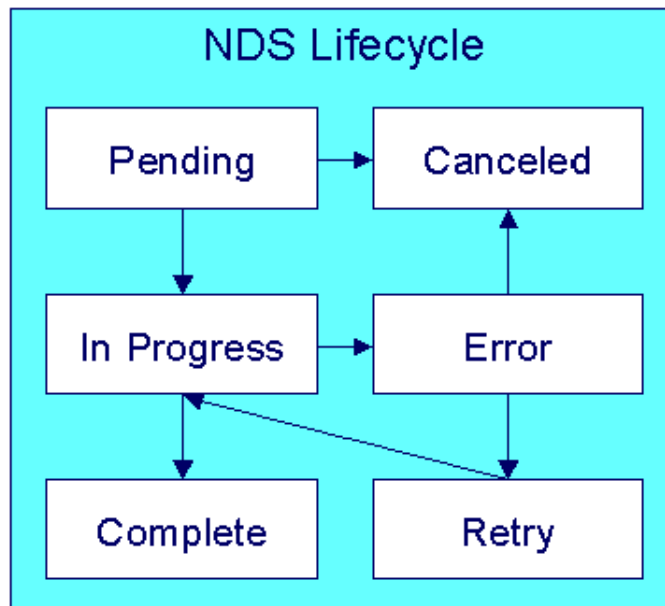 NDS Lifecycle
Pending
Canceled
In Progress
Error
Complete
Retry